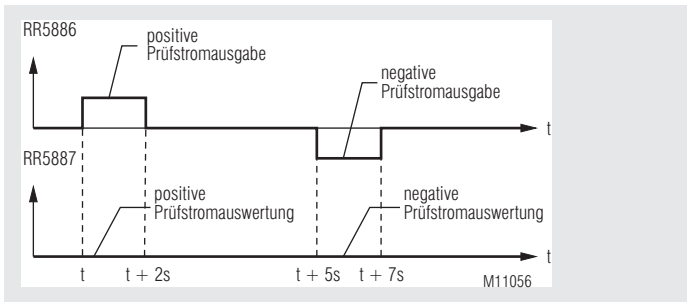 RR5886
positive
Prüfstromausgabe
negative
Prüfstromausgabe
t
RR5887
positive
Prüfstromauswertung
negative
Prüfstromauswertung
t
t
t + 2s
t + 5s
t + 7s
M11056